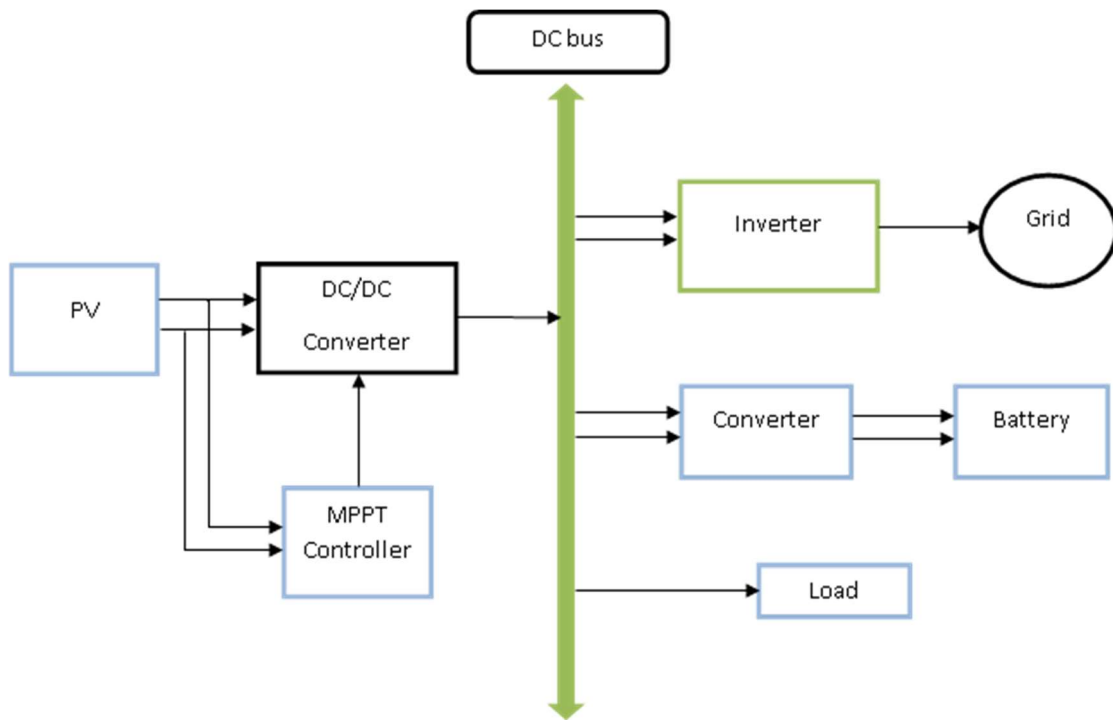 DC bus
Inverter
Grid
PV
DC/DC
Converter
Converter
Battery
MPPT
Controller
Load